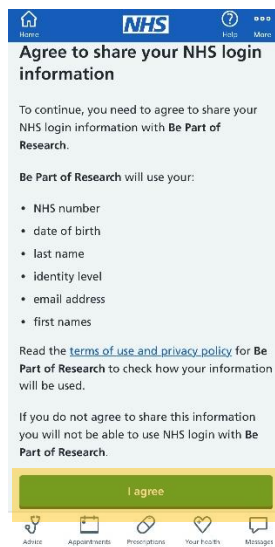 NHS
Home
Help
More
Agree to share your NHS login
information
To continue, you need to agree to share your
NHS login information with Be Part of
Research.
Be Part of Research will use your:
• NHS number
• date of birth
• last name
• identity level
• email address
• first names
Read the terms of use and privacy policy for Be
Part of Research to check how your information
will be used.
If you do not agree to share this information
you will not be able to use NHS login with Be
Part of Research.
I agree
Advice Appointments Prescriptions Your health Messages